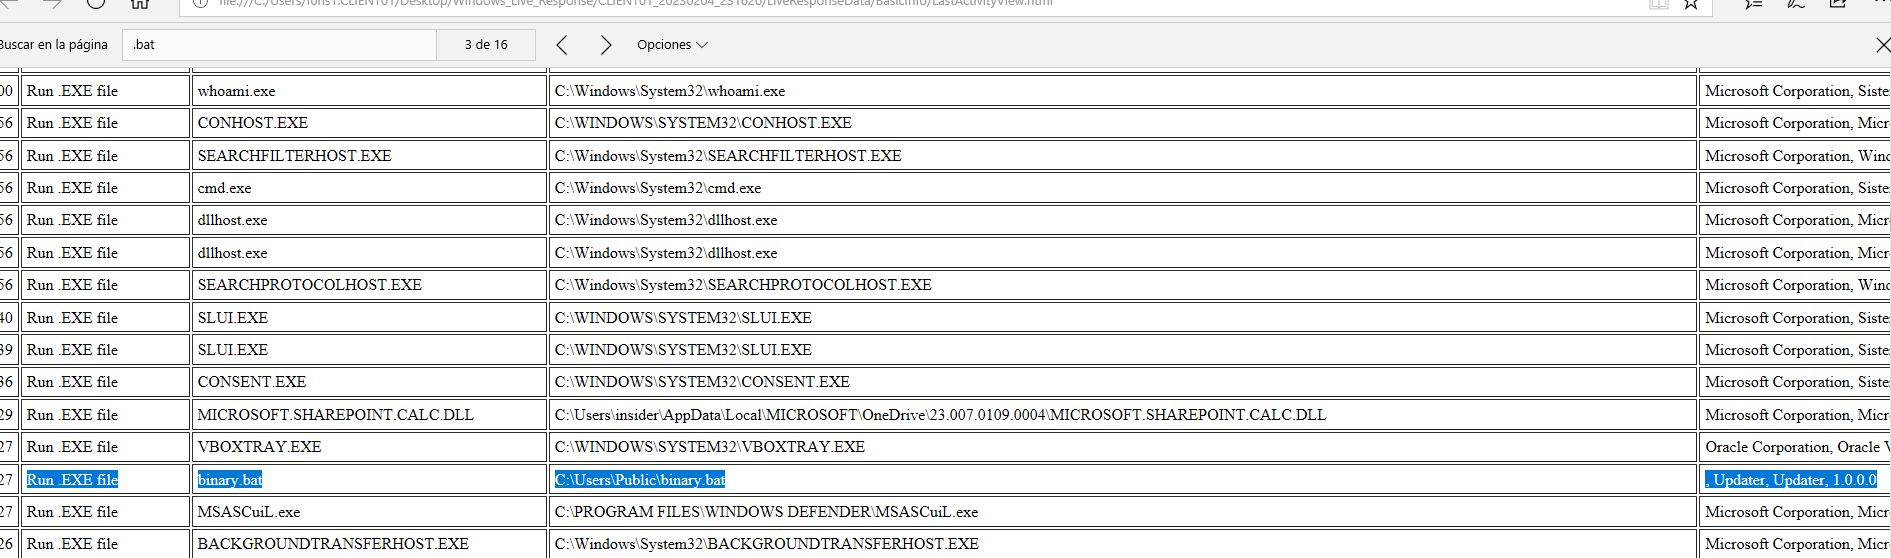 file:///C:/Users/fons1.CLIENT01/Desktop/Windows_Live_Response/CLIENT01_20230204_231620/LiveResponseData/BasicInfo/LastActivityView.html
Buscar en la página .bat 3 de 16 Opciones
00 Run .EXE file whoami.exe C:\Windows\System32\whoami.exe Microsoft Corporation, Siste
56 Run .EXE file CONHOST.EXE C:\WINDOWS\SYSTEM32\CONHOST.EXE Microsoft Corporation, Micr
56 Run .EXE file SEARCHFILTERHOST.EXE C:\Windows\System32\SEARCHFILTERHOST.EXE Microsoft Corporation, Wind
56 Run .EXE file cmd.exe C:\Windows\System32\cmd.exe Microsoft Corporation, Siste
56 Run .EXE file dllhost.exe C:\Windows\System32\dllhost.exe Microsoft Corporation, Micr
56 Run .EXE file dllhost.exe C:\Windows\System32\dllhost.exe Microsoft Corporation, Micr
56 Run .EXE file SEARCHPROTOCOLHOST.EXE C:\Windows\System32\SEARCHPROTOCOLHOST.EXE Microsoft Corporation, Wind
40 Run .EXE file SLUI.EXE C:\WINDOWS\SYSTEM32\SLUI.EXE Microsoft Corporation, Siste
39 Run .EXE file SLUI.EXE C:\WINDOWS\SYSTEM32\SLUI.EXE Microsoft Corporation, Siste
36 Run .EXE file CONSENT.EXE C:\WINDOWS\SYSTEM32\CONSENT.EXE Microsoft Corporation, Siste
29 Run .EXE file MICROSOFT.SHAREPOINT.CALC.DLL C:\Users\insider\AppData\Local\MICROSOFT\OneDrive\23.007.0109.0004\MICROSOFT.SHAREPOINT.CALC.DLL Microsoft Corporation, Micr
27 Run .EXE file VBOXTRAY.EXE C:\WINDOWS\SYSTEM32\VBOXTRAY.EXE Oracle Corporation, Oracle V
27 Run .EXE file binary.bat C:\Users\Public\binary.bat , Updater, Updater, 1.0.0.0
27 Run .EXE file MSASCuiL.exe C:\PROGRAM FILES\WINDOWS DEFENDER\MSASCuiL.exe Microsoft Corporation, Micr
26 Run .EXE file BACKGROUNDTRANSFERHOST.EXE C:\Windows\System32\BACKGROUNDTRANSFERHOST.EXE Microsoft Corporation, Micr